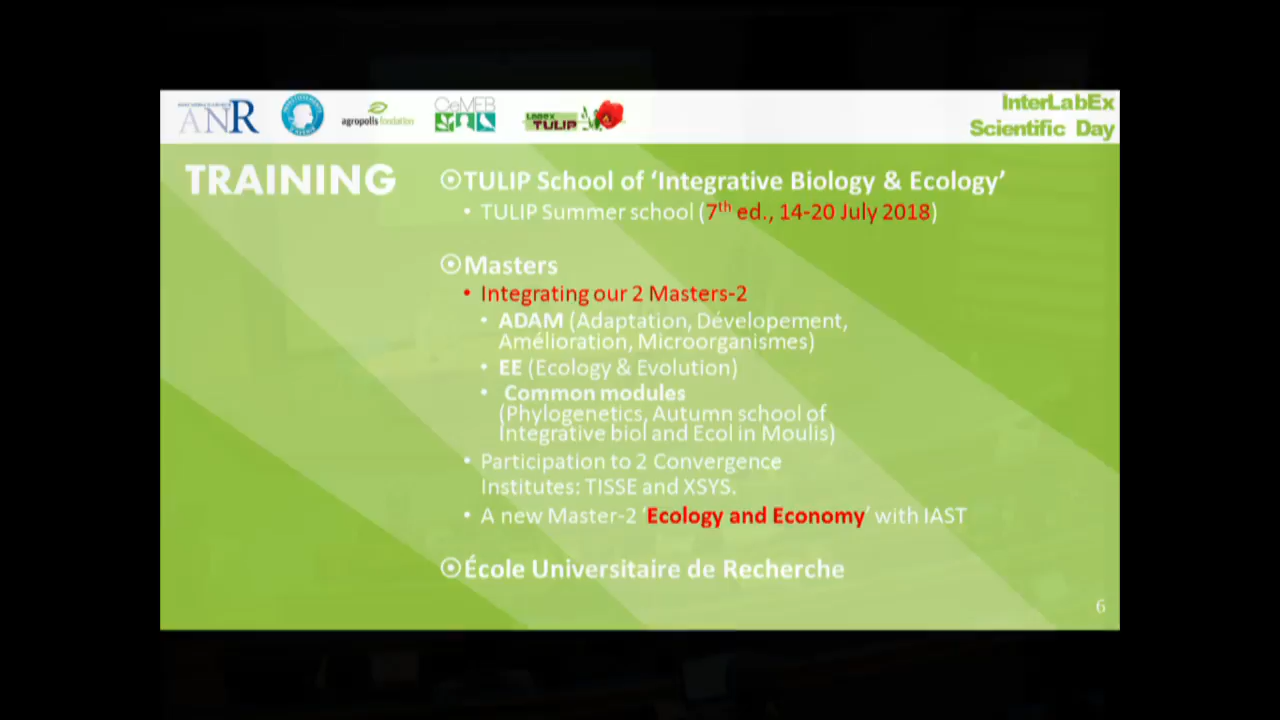 ANR
agropolis fondation
CeMEB
Labex
TULIP
InterLabEx
Scientific Day
TRAINING
TULIP School of ‘Integrative Biology & Ecology’
• TULIP Summer school (7th ed., 14-20 July 2018)
Masters
• Integrating our 2 Masters-2
• ADAM (Adaptation, Dévelopement,
Amélioration, Microorganismes)
• EE (Ecology & Evolution)
• Common modules
(Phylogenetics, Autumn school of
Integrative biol and Ecol in Moulis)
• Participation to 2 Convergence
Institutes: TISSE and XSYS.
• A new Master-2 ‘Ecology and Economy’ with IAST
École Universitaire de Recherche
6